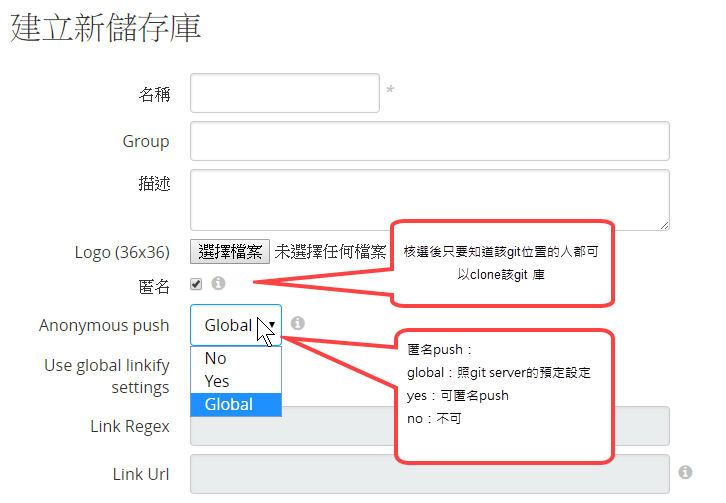 建立新儲存庫
名稱
*
Group
描述
Logo (36x36)
選擇檔案 未選擇任何檔案
核選後只要知道該git位置的人都可
以clone該git 庫
匿名
Anonymous push
Global
No
Yes
Global
匿名push：
global：照git server的預定設定
yes：可匿名push
no：不可
Use global linkify
settings
Link Regex
Link Url